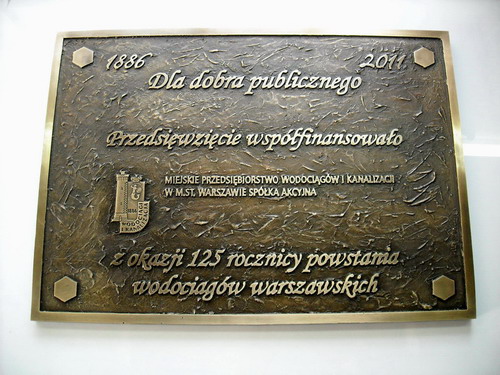 1886 2011
Dla dobra publicznego
Przedsięwzięcie współfinansowało
MIEJSKIE PRZEDSIĘBIORSTWO WODOCIĄGÓW I KANALIZACJI
W M.ST. WARSZAWIE SPÓŁKA AKCYJNA
z okazji 125 rocznicy powstania
wodociągów warszawskich